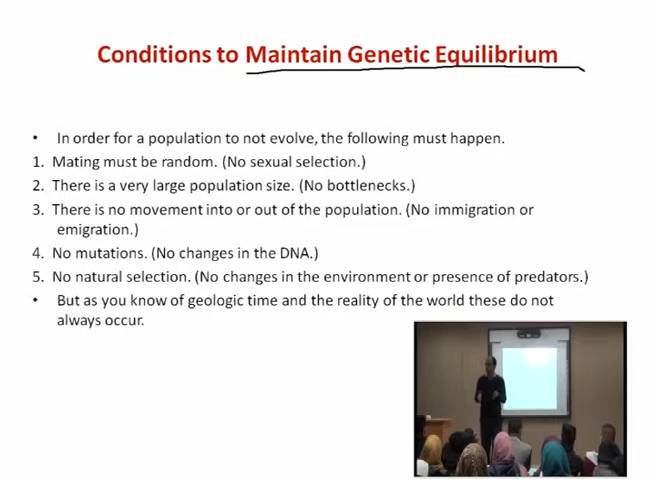 Conditions to Maintain Genetic Equilibrium
• In order for a population to not evolve, the following must happen.
1. Mating must be random. (No sexual selection.)
2. There is a very large population size. (No bottlenecks.)
3. There is no movement into or out of the population. (No immigration or
emigration.)
4. No mutations. (No changes in the DNA.)
5. No natural selection. (No changes in the environment or presence of predators.)
• But as you know of geologic time and the reality of the world these do not
always occur.